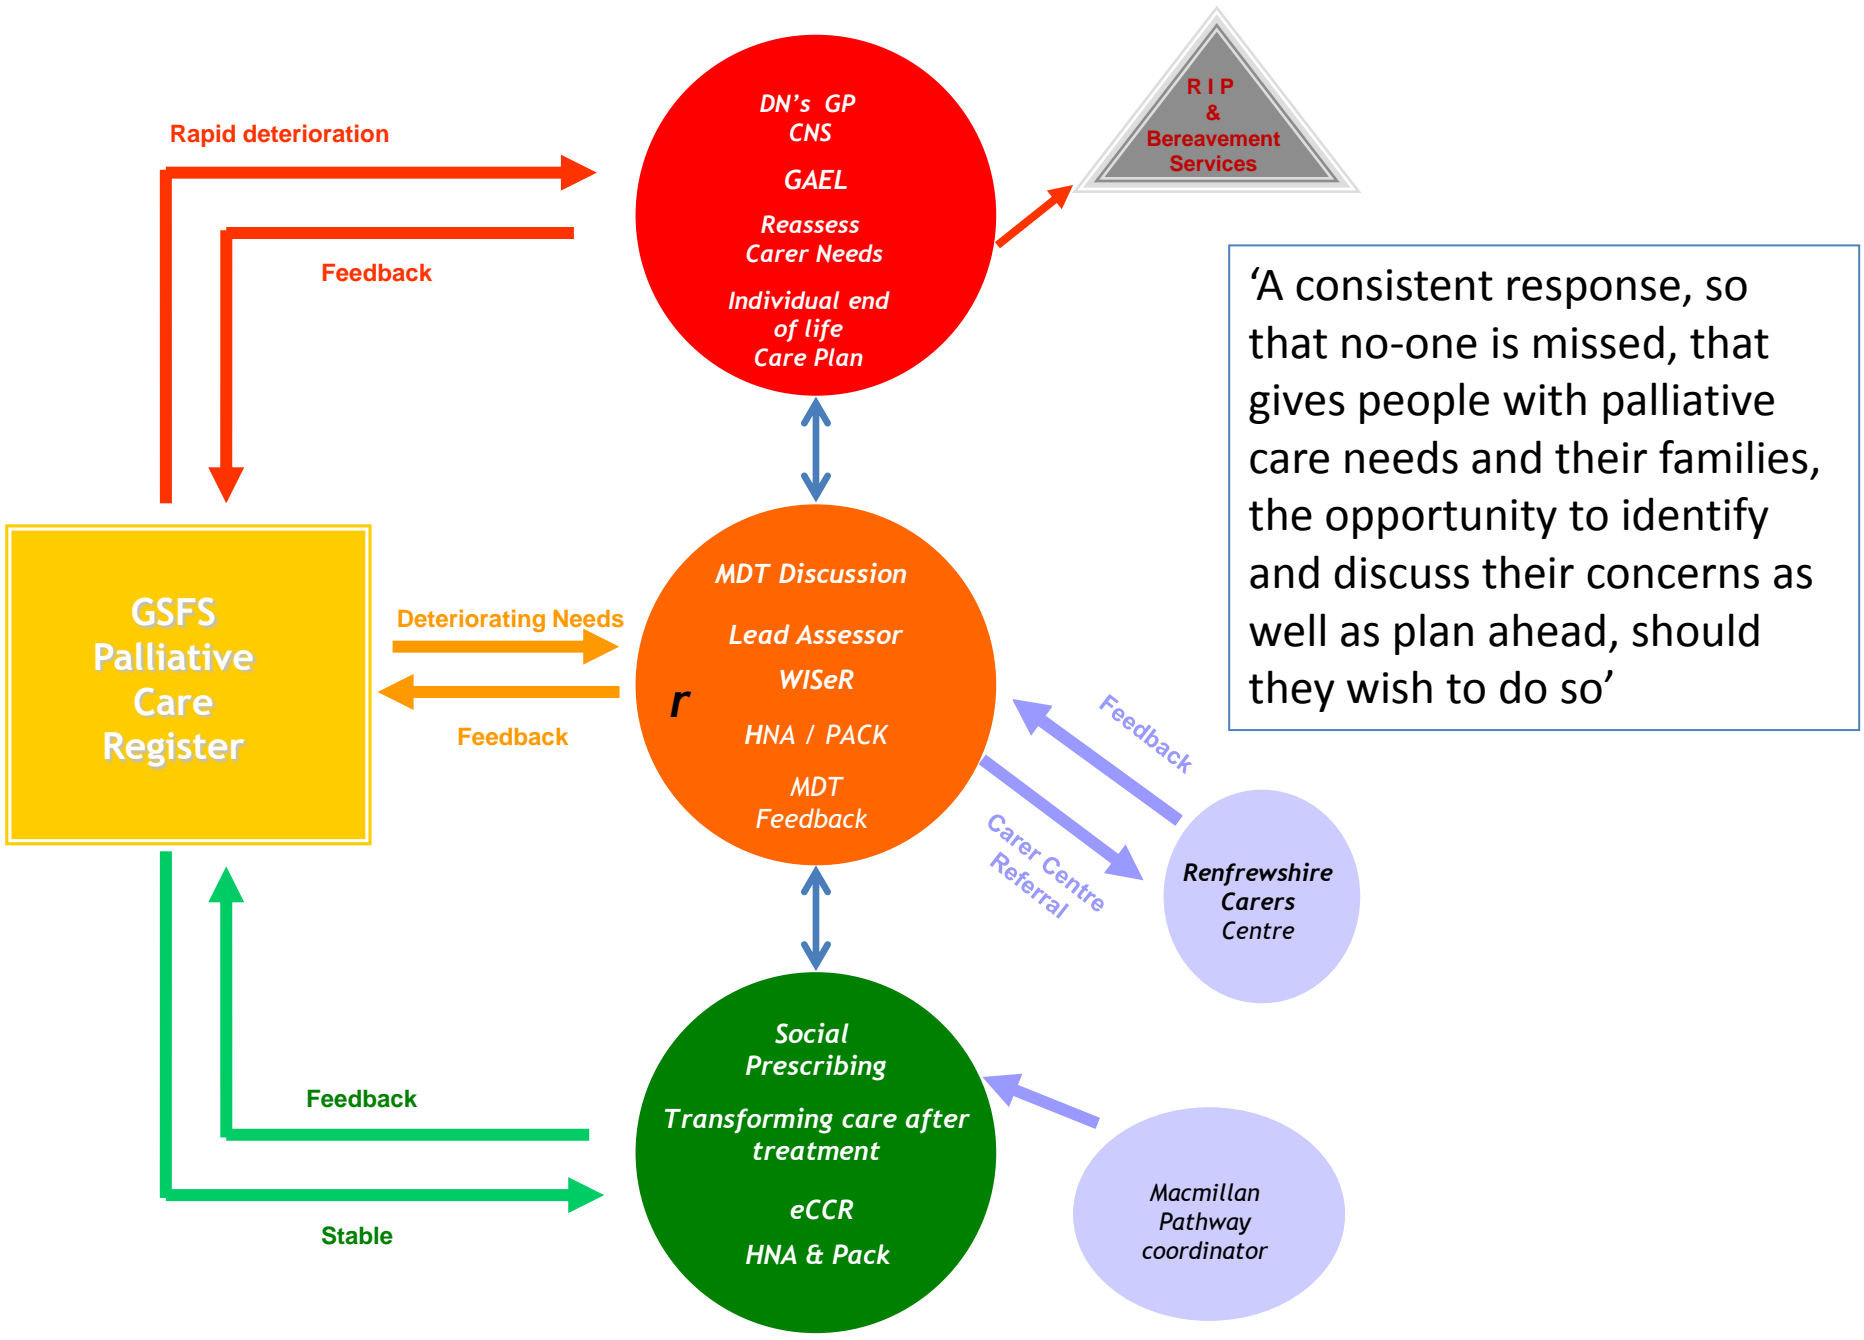 Rapid deterioration
Feedback
DN's  GP
CNS
GAEL
Reassess
Carer Needs
Individual end
of life
Care Plan
R I P
&
Bereavement
Services
'A consistent response, so
that no-one is missed, that
gives people with palliative
care needs and their families,
the opportunity to identify
and discuss their concerns as
well as plan ahead, should
they wish to do so'
GSFS
Palliative
Care
Register
Deteriorating Needs
Feedback
MDT Discussion
Lead Assessor
WISeR
r
HNA / PACK
MDT
Feedback
Feedback
Carer Centre
Referral
Renfrewshire
Carers
Centre
Feedback
Stable
Social
Prescribing
Transforming care after
treatment
eCCR
HNA & Pack
Macmillan
Pathway
coordinator